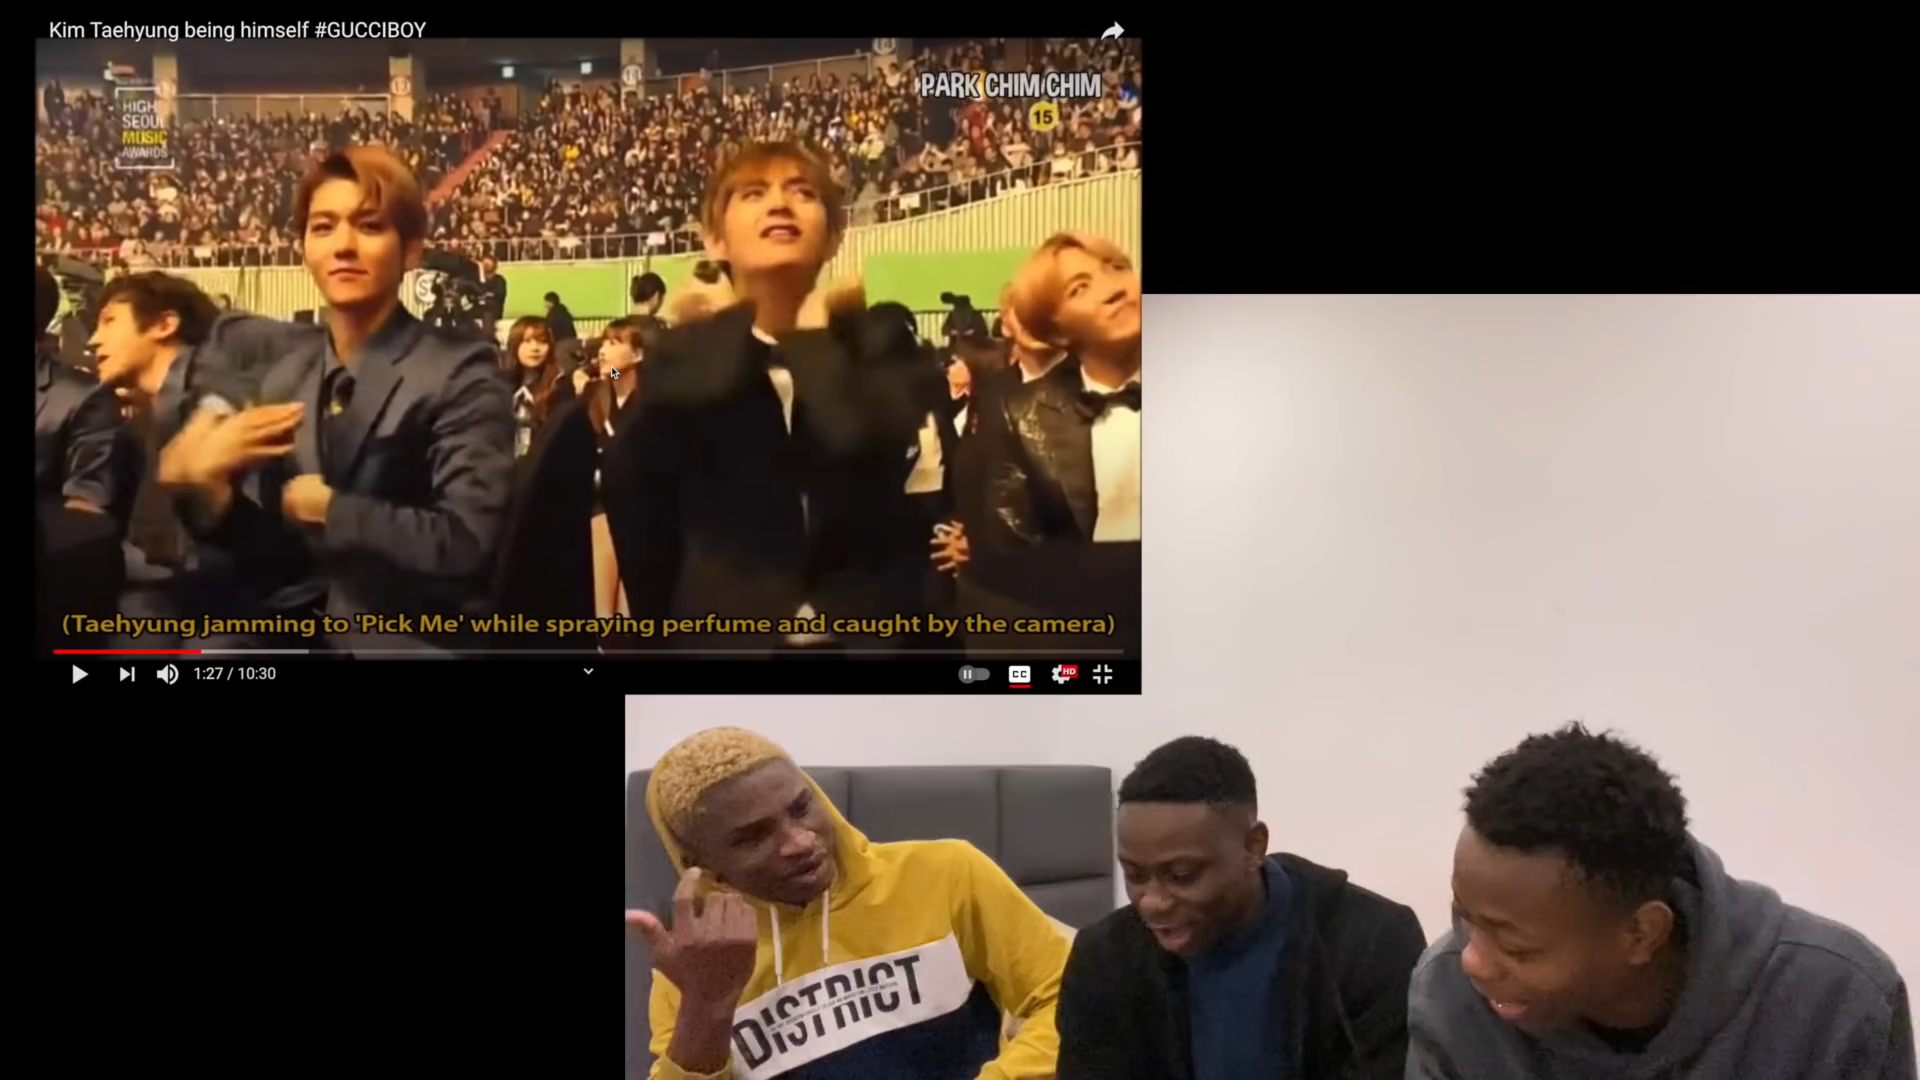 Kim Taehyung being himself #GUCCIBOY
PARK CHIM CHIM
15
HIGH1
SEOUL
MUSIC
AWARDS
(Taehyung jamming to 'Pick Me' while spraying perfume and caught by the camera)
1:27 / 10:30
CC
HD
DISTRICT